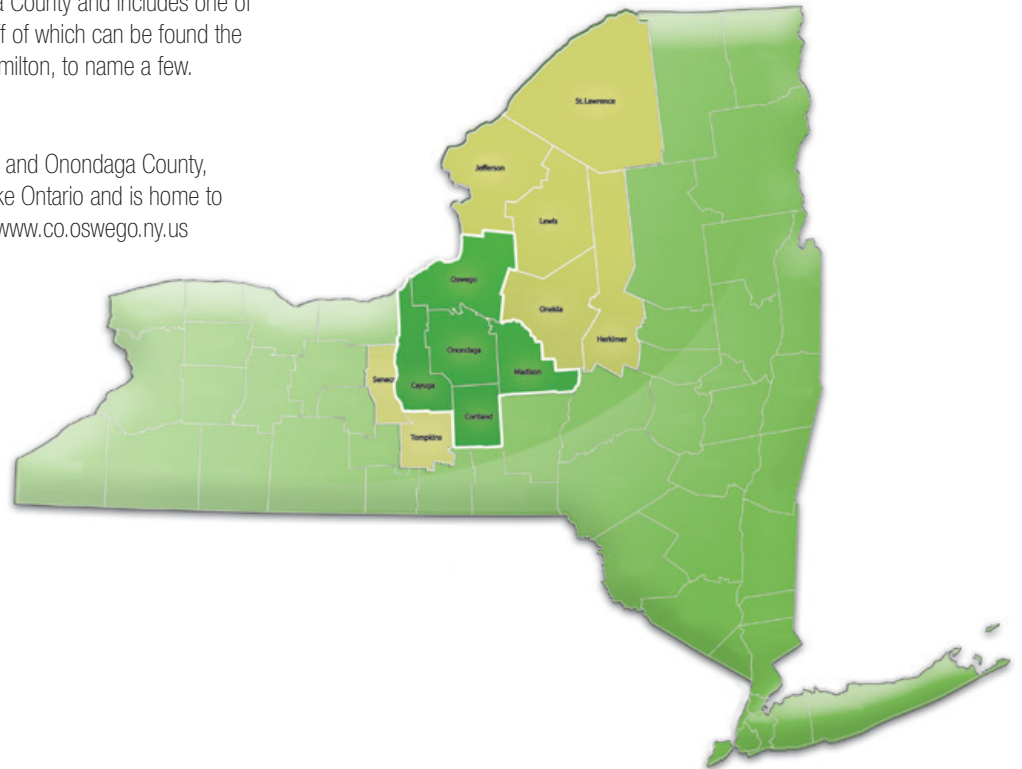 a County and includes one of
ff of which can be found the
milton, to name a few.
and Onondaga County,
ke Ontario and is home to
www.co.oswego.ny.us
St. Lawrence
Jefferson
Lewis
Oswego
Oneida
Herkimer
Onondaga
Madison
Senec
Cayuga
Cortland
Tompkins